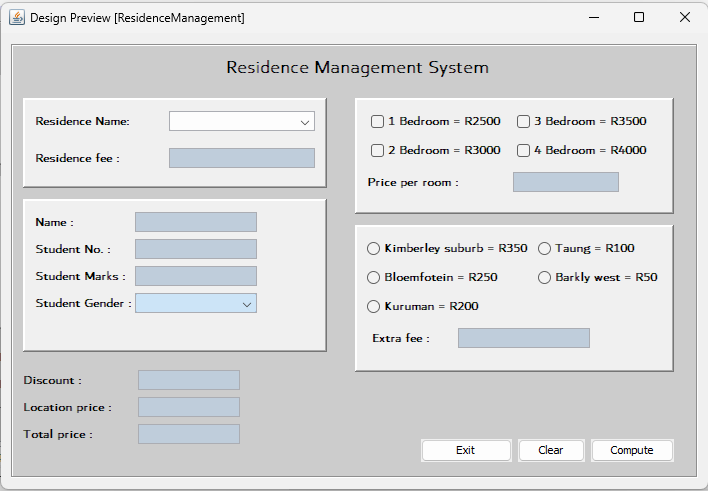 Design Preview [ResidenceManagement]
Residence Management System
Residence Name:
Residence fee :
1 Bedroom = R2500
3 Bedroom = R3500
2 Bedroom = R3000
4 Bedroom = R4000
Price per room :
Name :
Student No. :
Student Marks :
Student Gender :
Kimberley suburb = R350
Taung = R100
Bloemfotein = R250
Barkly west = R50
Kuruman = R200
Extra fee :
Discount :
Location price :
Total price :
Exit
Clear
Compute